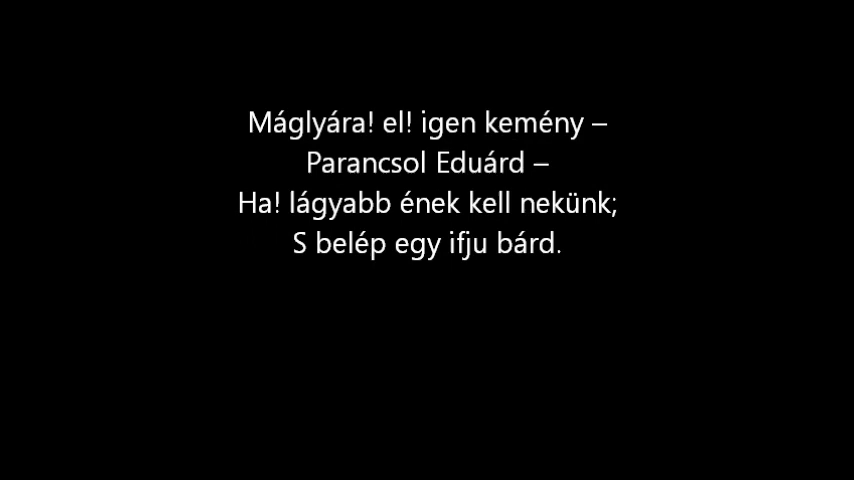 Máglyára! el! igen kemény –
Parancsol Eduárd –
Ha! lágyabb ének kell nekünk;
S belép egy ifju bárd.